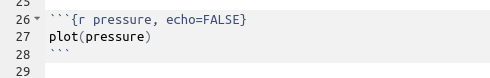 25
26 ```{r pressure, echo=FALSE}
27 plot(pressure)
28 ```
29